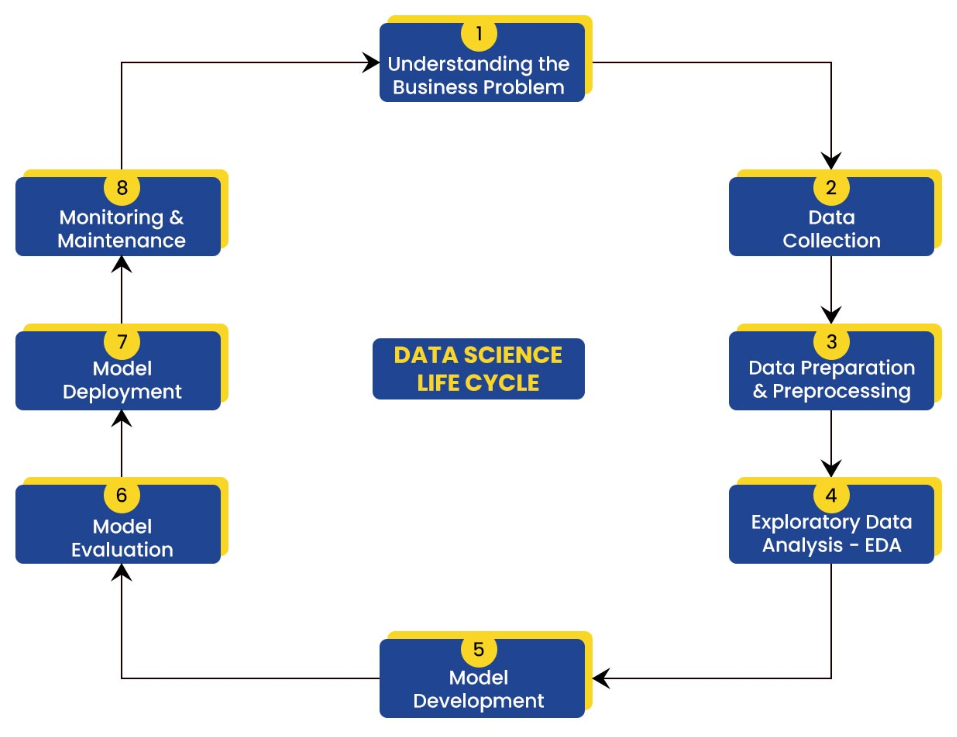 1
Understanding the
Business Problem
2
Data
Collection
3
Data Preparation
& Preprocessing
4
Exploratory Data
Analysis - EDA
5
Model
Development
6
Model
Evaluation
7
Model
Deployment
8
Monitoring &
Maintenance
DATA SCIENCE
LIFE CYCLE